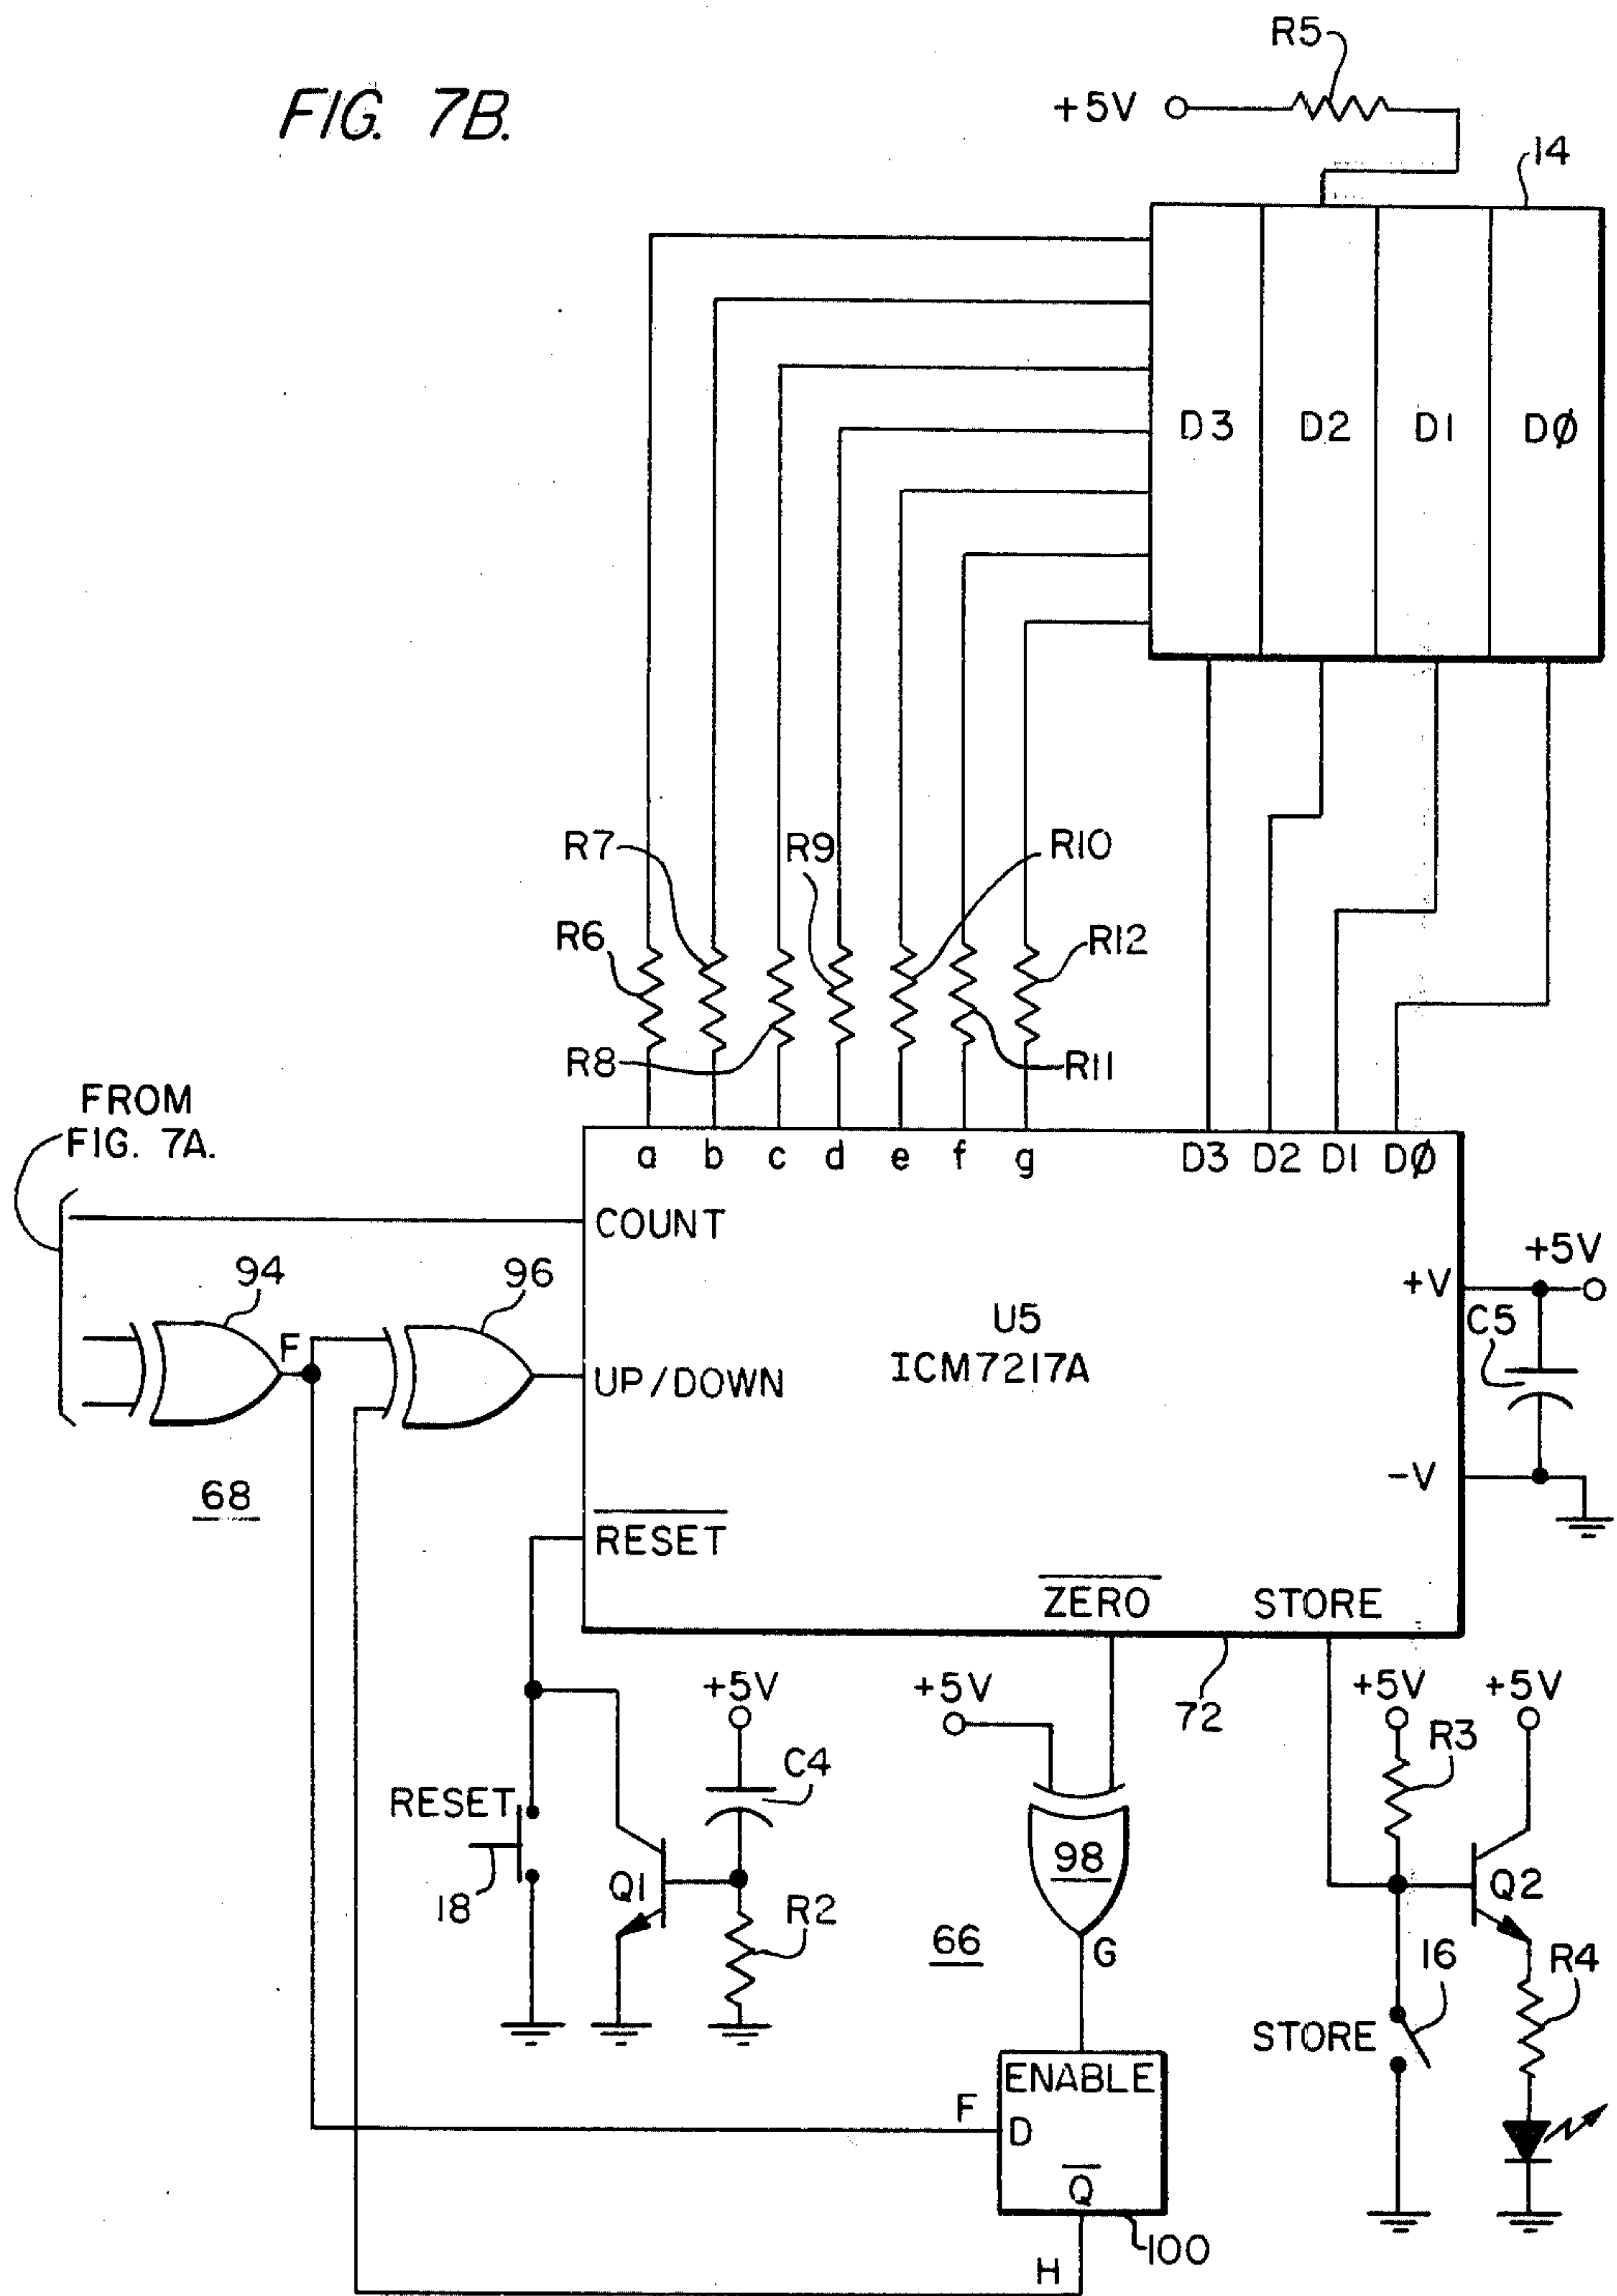 FIG. 7B.
R5
+5V
14
D3 D2 D1 DØ
R7 R9 R10
R6 R12
R8 R11
FROM
FIG. 7A.
a b c d e f g D3 D2 D1 DØ
COUNT
94 96 +5V
+V
F U5 C5
UP/DOWN ICM7217A
-V
68
RESET
ZERO STORE
+5V +5V 72 +5V +5V
R3
C4
RESET
98
18 Q1 R2 Q2
66 G 16 R4
STORE
ENABLE
F D
Q
H 100